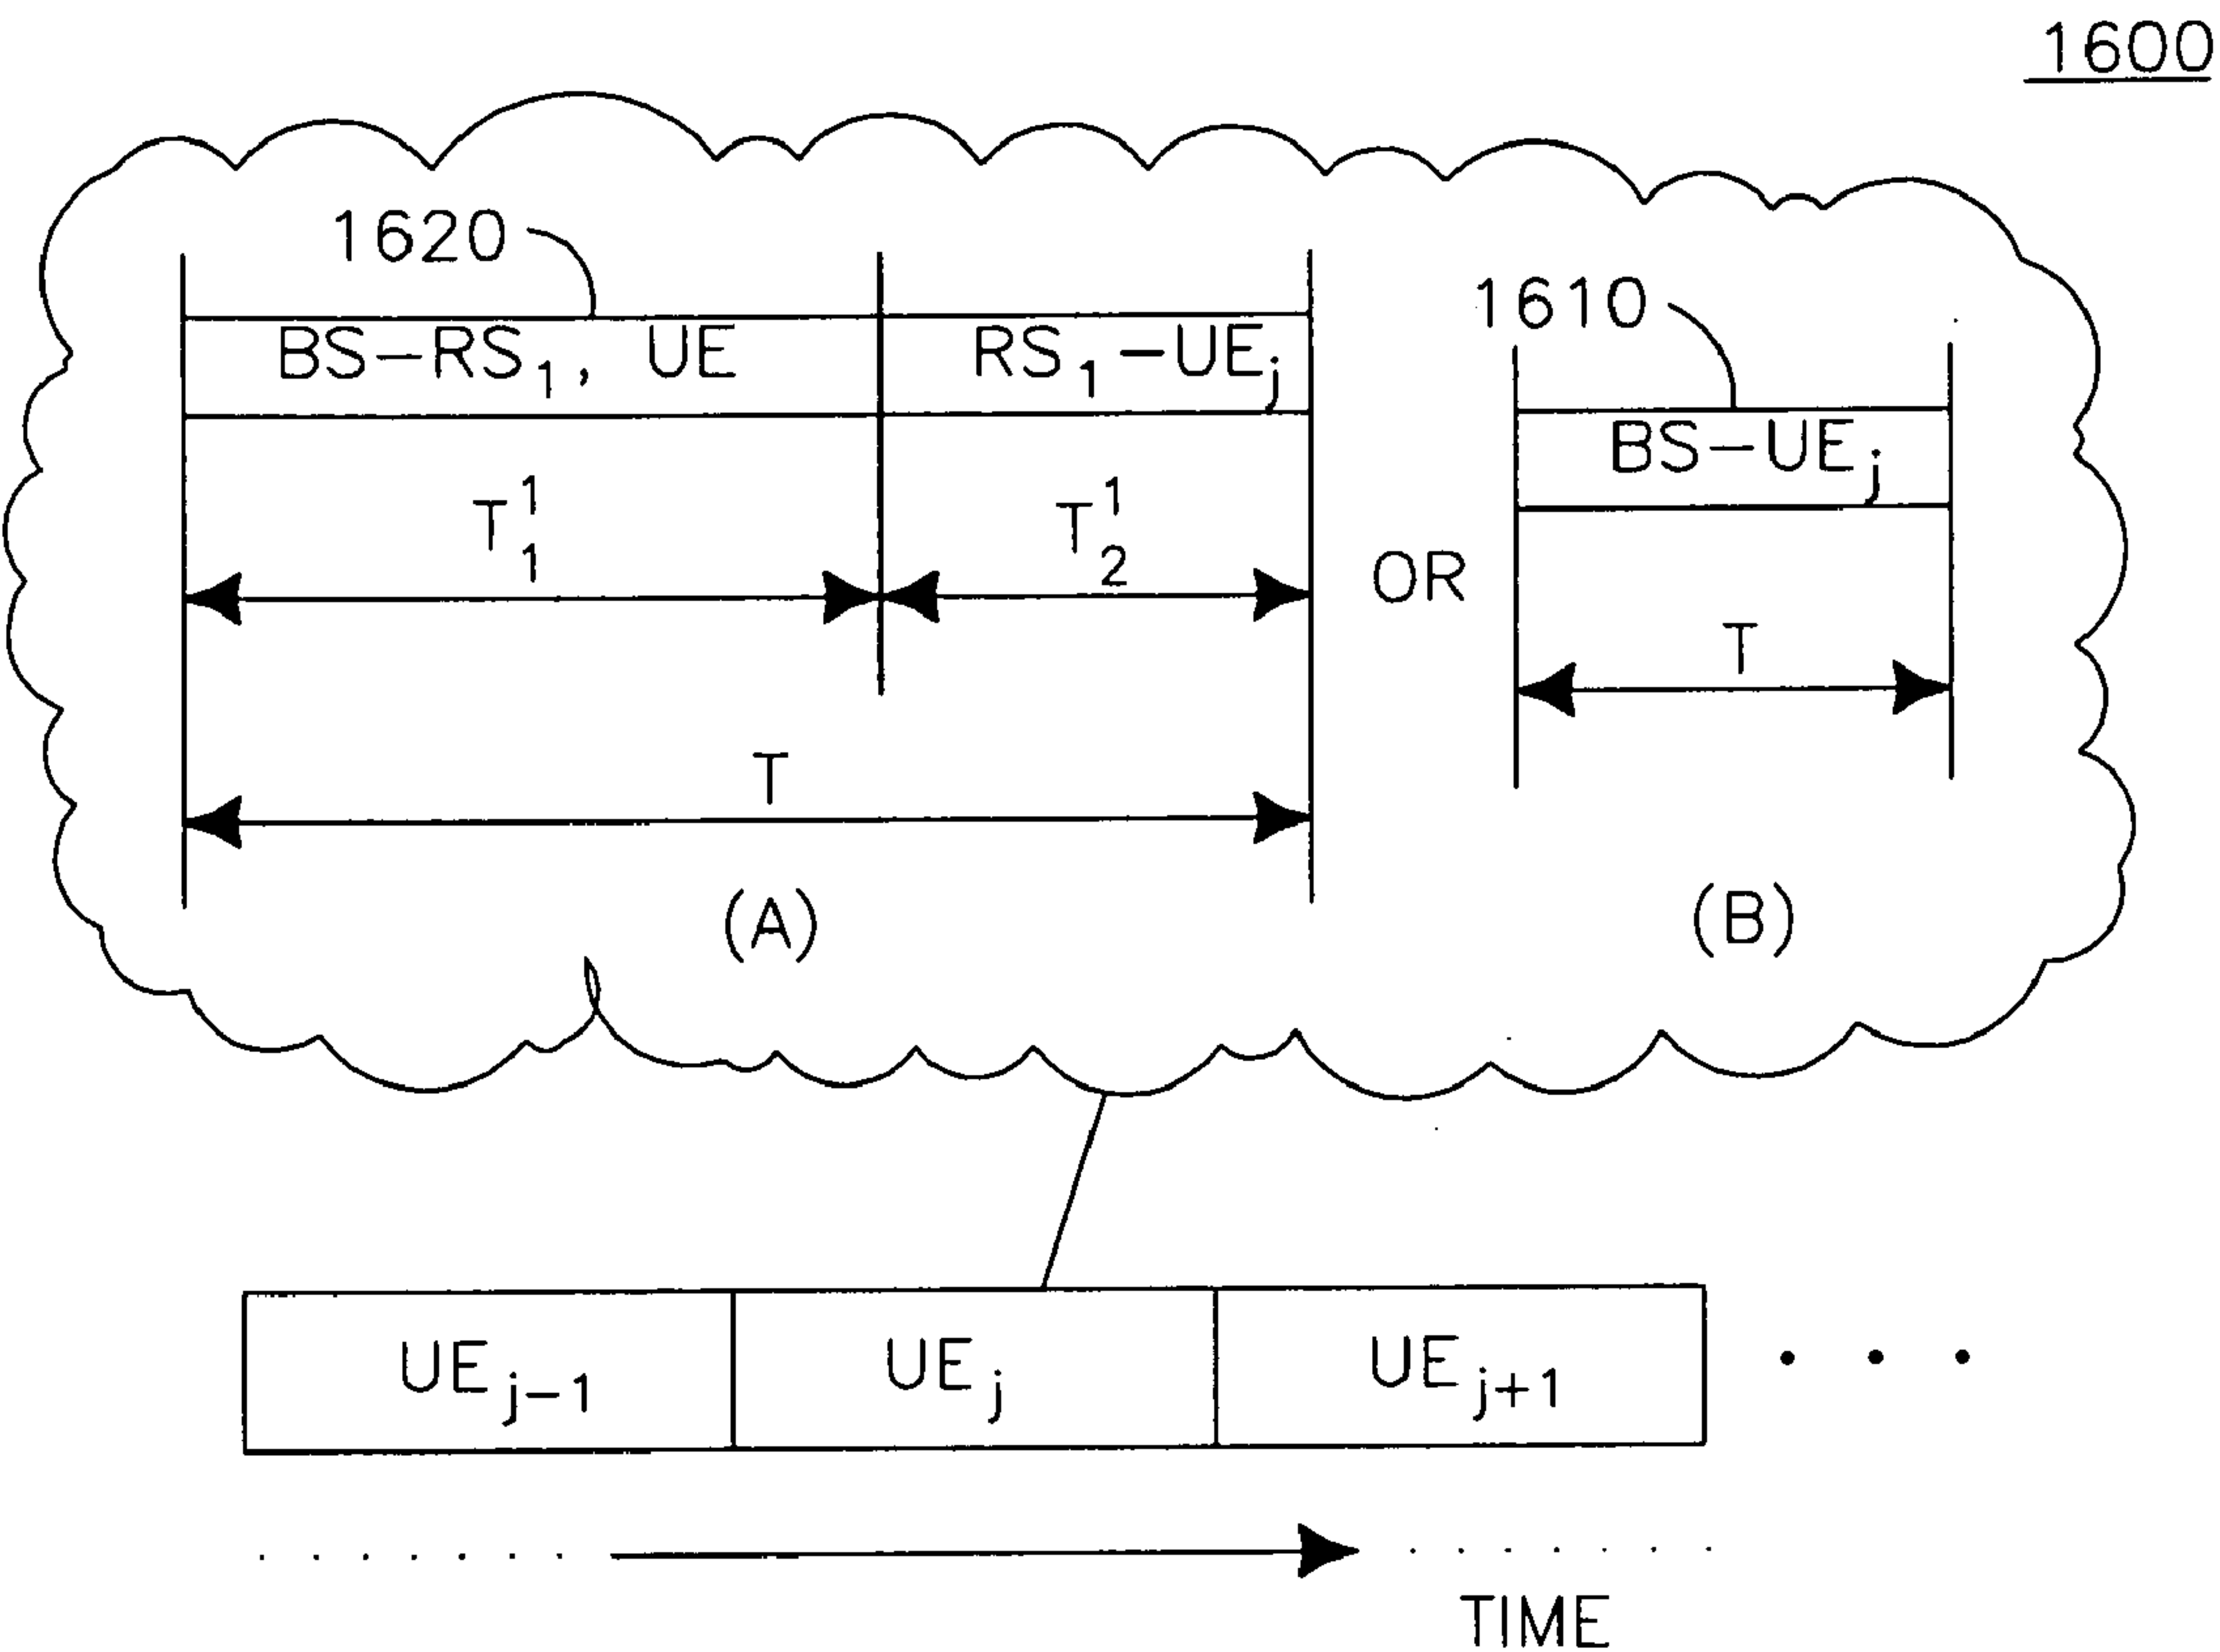 1600
1620
1610
BS–RS₁, UE
RS₁–UEⱼ
BS–UEⱼ
T₁¹
T₂¹
OR
T
T
(A)
(B)
UEⱼ₋₁
UEⱼ
UEⱼ₊₁
• • •
TIME